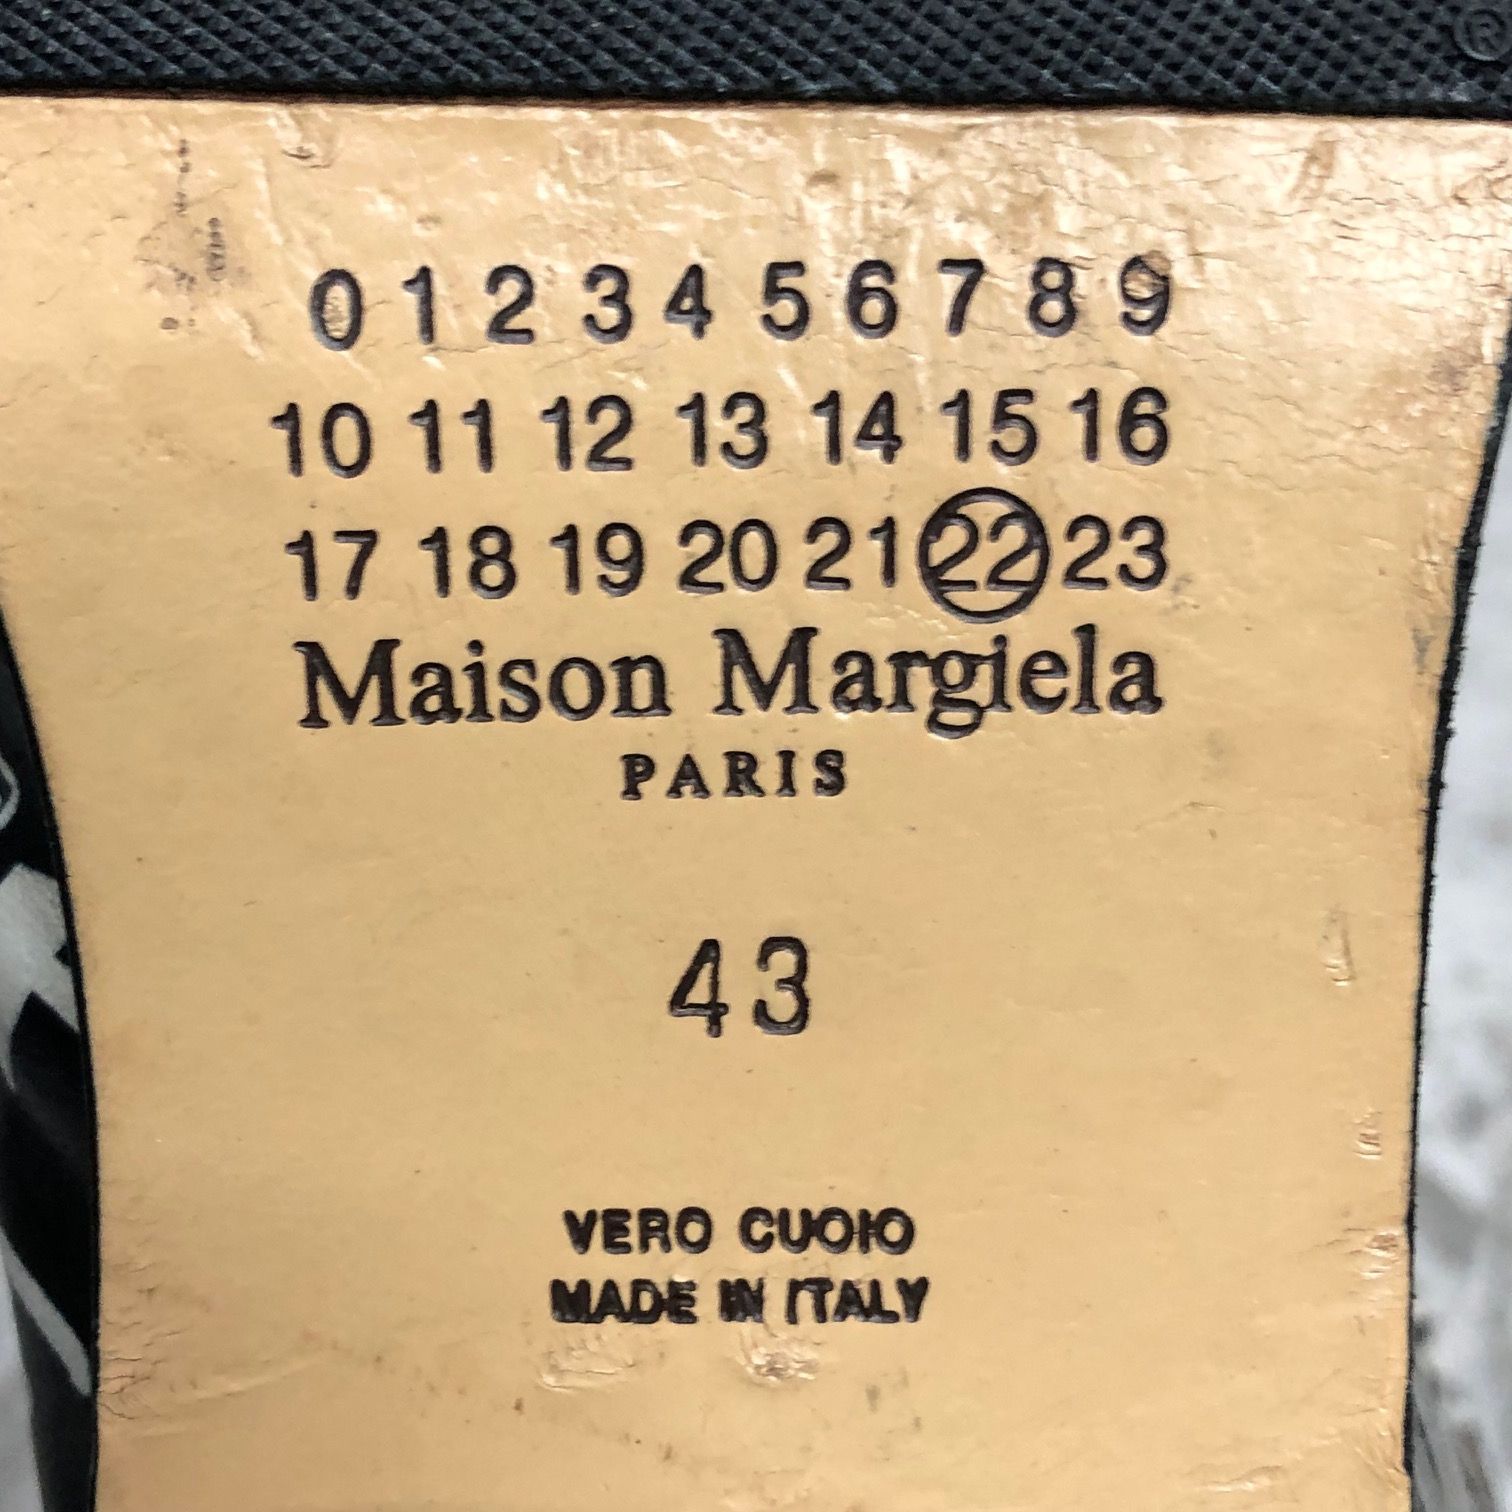 ®
0 1 2 3 4 5 6 7 8 9
10 11 12 13 14 15 16
17 18 19 20 21 22 23
Maison Margiela
PARIS
43
VERO CUOIO
MADE IN ITALY